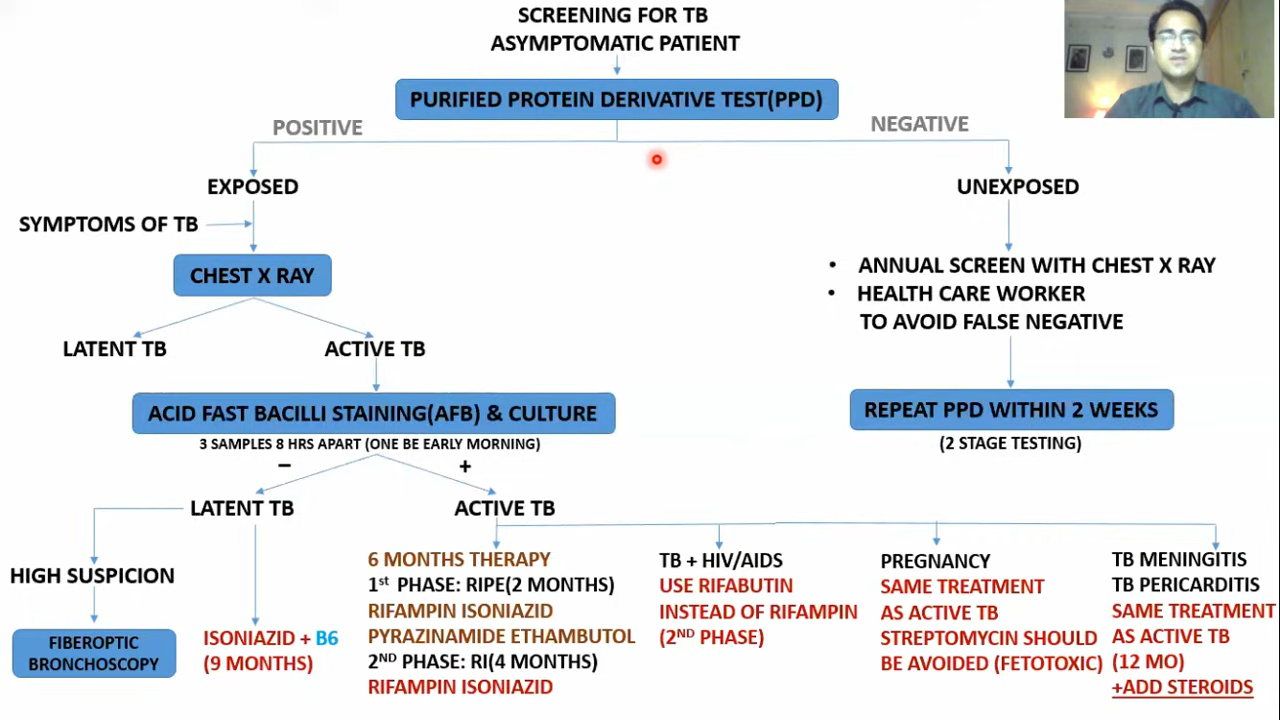 SCREENING FOR TB
ASYMPTOMATIC PATIENT
PURIFIED PROTEIN DERIVATIVE TEST(PPD)
POSITIVE
NEGATIVE
EXPOSED
UNEXPOSED
SYMPTOMS OF TB
CHEST X RAY
• ANNUAL SCREEN WITH CHEST X RAY
• HEALTH CARE WORKER
TO AVOID FALSE NEGATIVE
LATENT TB
ACTIVE TB
ACID FAST BACILLI STAINING(AFB) & CULTURE
3 SAMPLES 8 HRS APART (ONE BE EARLY MORNING)
REPEAT PPD WITHIN 2 WEEKS
(2 STAGE TESTING)
− +
LATENT TB
ACTIVE TB
HIGH SUSPICION
FIBEROPTIC
BRONCHOSCOPY
ISONIAZID + B6
(9 MONTHS)
6 MONTHS THERAPY
1st PHASE: RIPE(2 MONTHS)
RIFAMPIN ISONIAZID
PYRAZINAMIDE ETHAMBUTOL
2ND PHASE: RI(4 MONTHS)
RIFAMPIN ISONIAZID
TB + HIV/AIDS
USE RIFABUTIN
INSTEAD OF RIFAMPIN
(2ND PHASE)
PREGNANCY
SAME TREATMENT
AS ACTIVE TB
STREPTOMYCIN SHOULD
BE AVOIDED (FETOTOXIC)
TB MENINGITIS
TB PERICARDITIS
SAME TREATMENT
AS ACTIVE TB
(12 MO)
+ADD STEROIDS